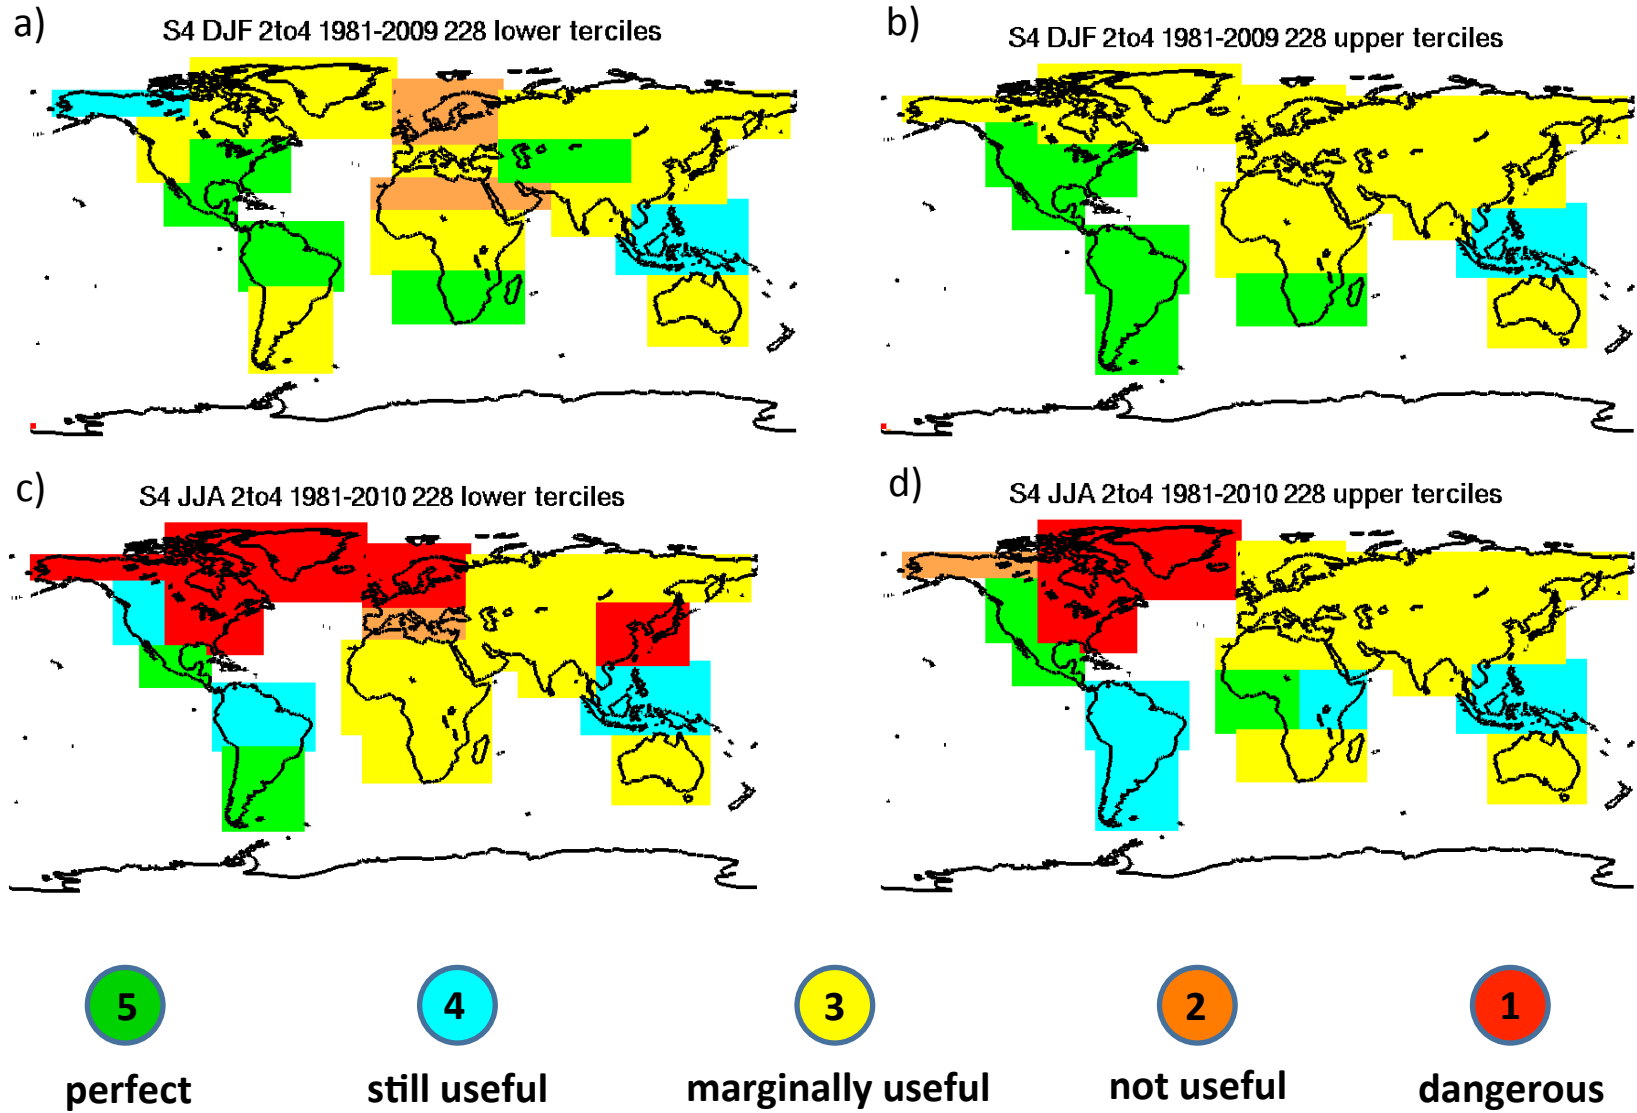 a)
S4 DJF 2to4 1981-2009 228 lower terciles
b)
S4 DJF 2to4 1981-2009 228 upper terciles
c)
S4 JJA 2to4 1981-2010 228 lower terciles
d)
S4 JJA 2to4 1981-2010 228 upper terciles
5
4
3
2
1
perfect
still useful
marginally useful
not useful
dangerous